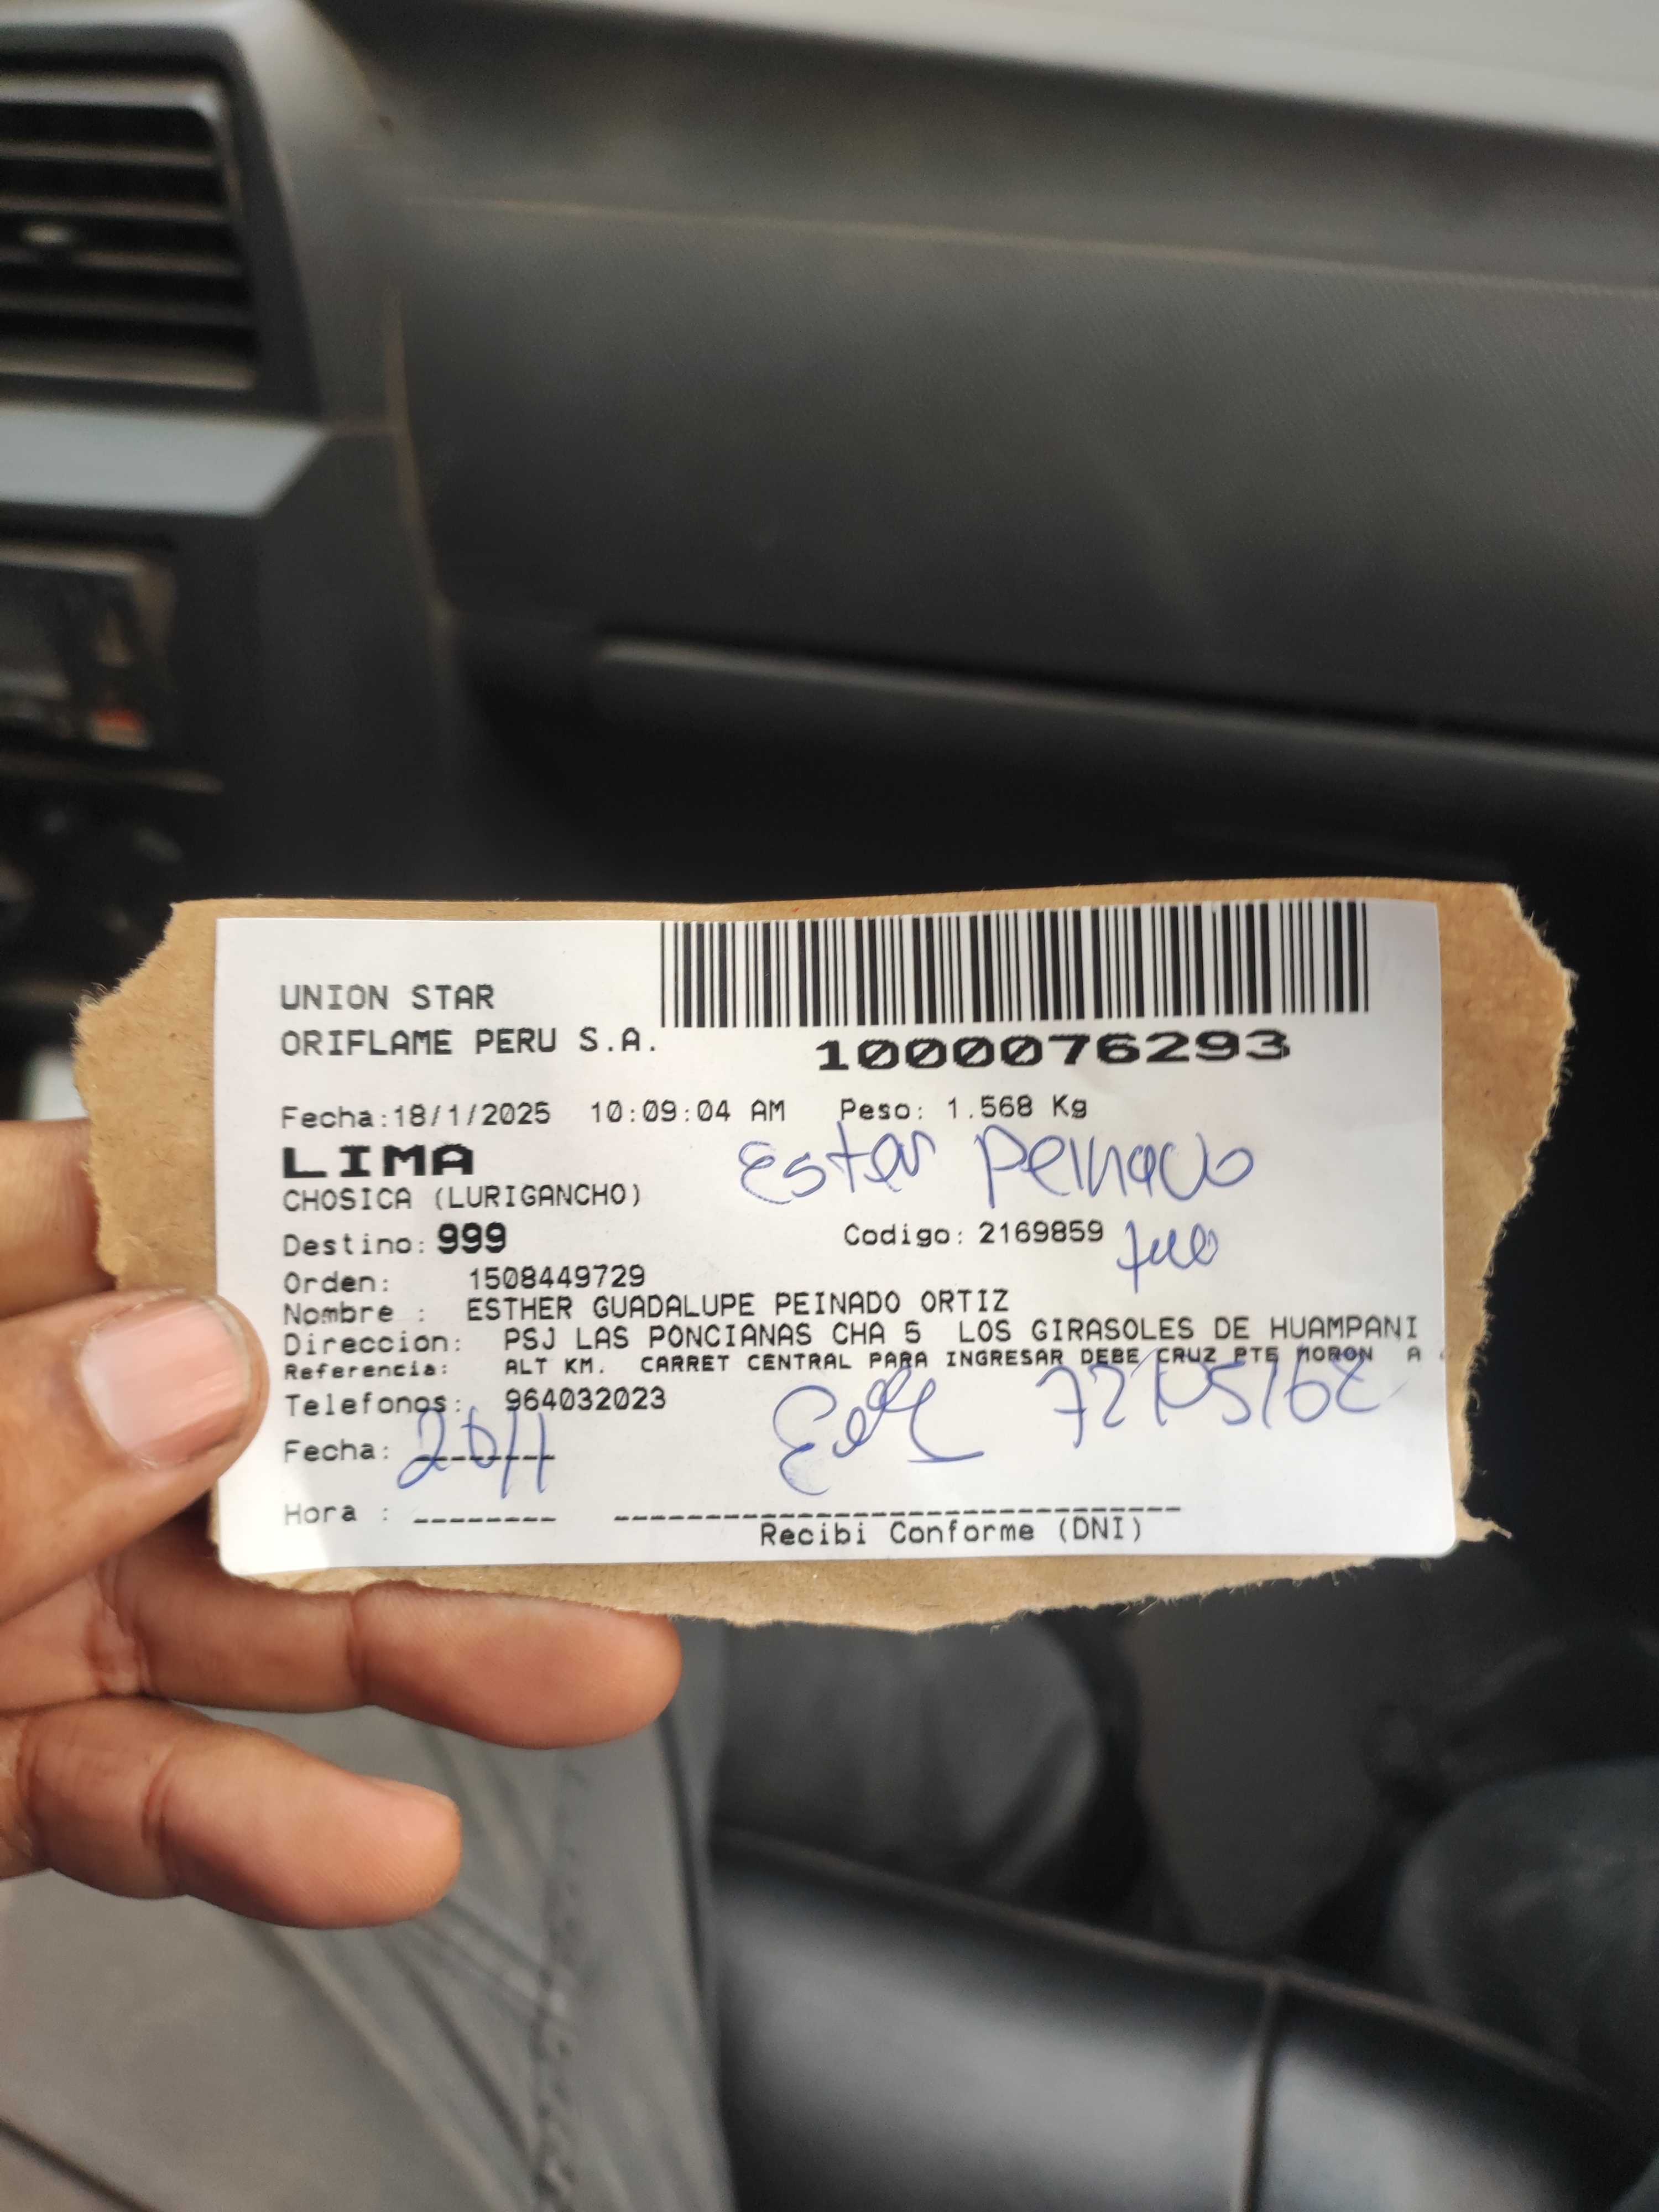 UNION STAR
ORIFLAME PERU S.A.
1000076293
Fecha:18/1/2025 10:09:04 AM Peso: 1.568 Kg
LIMA
Estar Peinado
CHOSICA (LURIGANCHO)
Destino: 999 Codigo: 2169859
Orden: 1508449729
Nombre : ESTHER GUADALUPE PEINADO ORTIZ
Direccion: PSJ LAS PONCIANAS CHA 5 LOS GIRASOLES DE HUAMPANI
Referencia: ALT KM. CARRET CENTRAL PARA INGRESAR DEBE CRUZ PTE MORON A
Telefonos: 964032023
Fecha: 20/1
Hora :
Recibi Conforme (DNI)